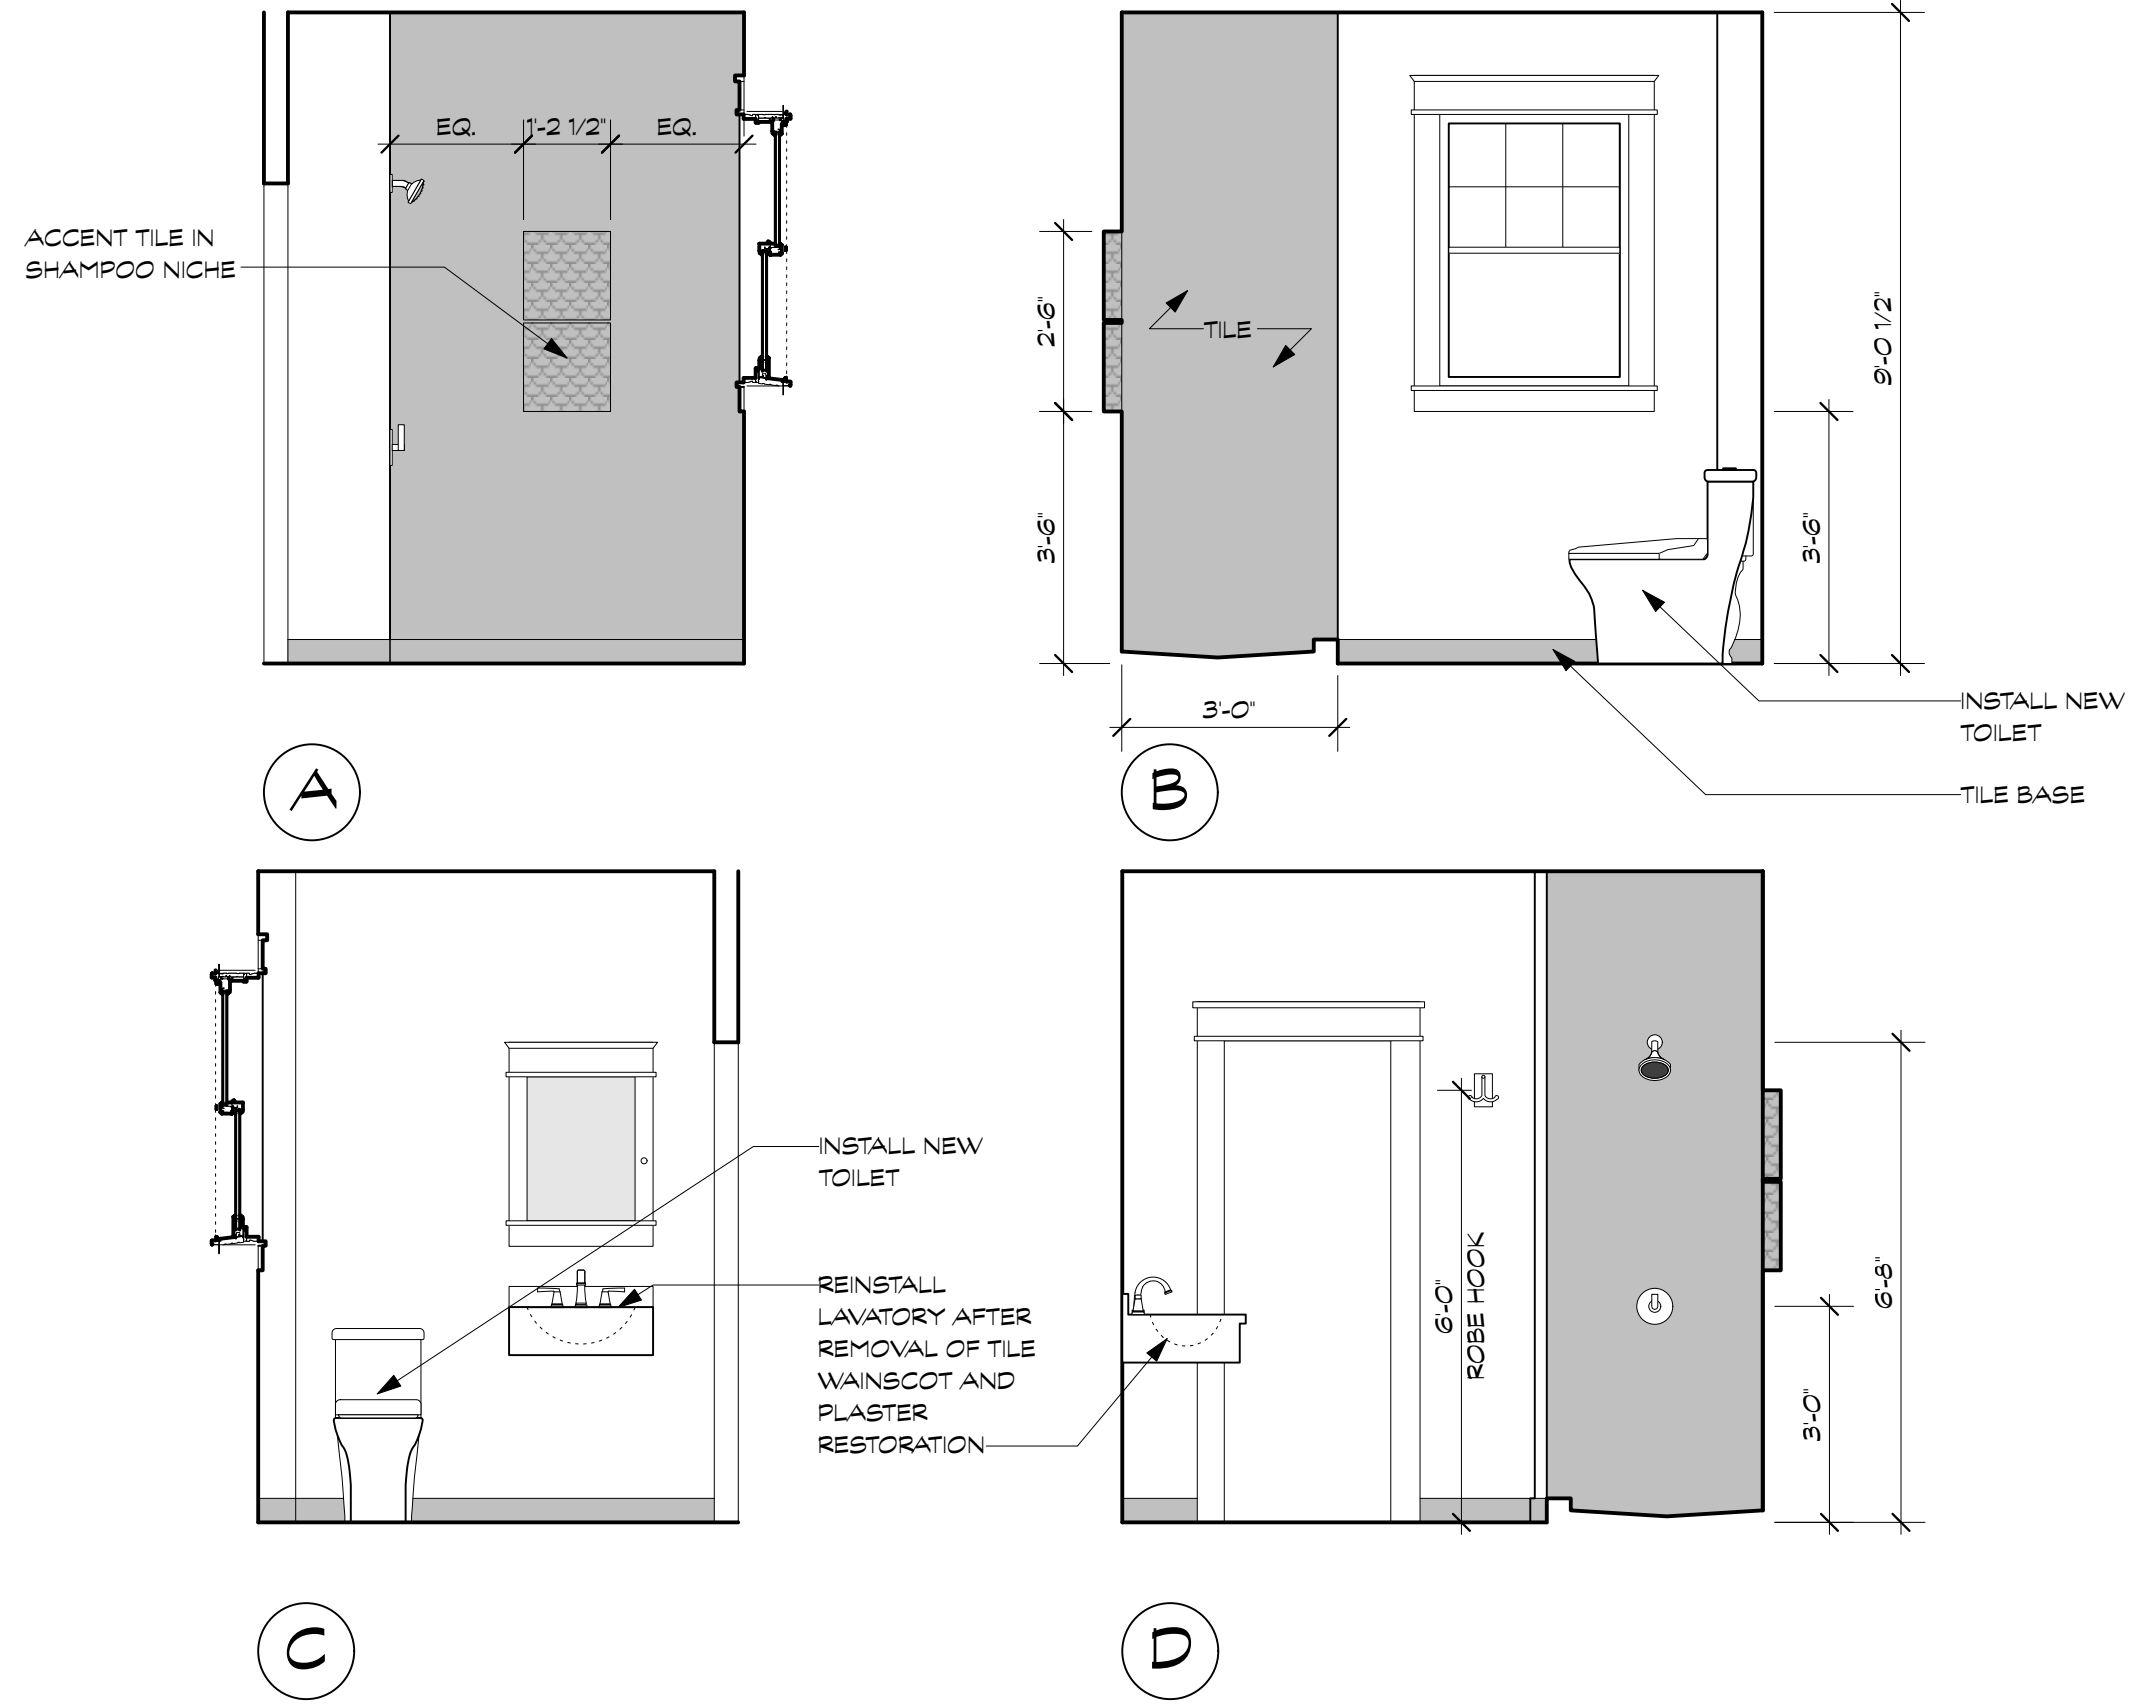 EQ.
1'-2 1/2"
EQ.
ACCENT TILE IN
SHAMPOO NICHE
A
2'-6"
3'-6"
TILE
3'-0"
3'-6"
9'-0 1/2"
INSTALL NEW
TOILET
TILE BASE
B
INSTALL NEW
TOILET
REINSTALL
LAVATORY AFTER
REMOVAL OF TILE
WAINSCOT AND
PLASTER
RESTORATION
C
6'-0"
ROBE HOOK
3'-0"
6'-8"
D